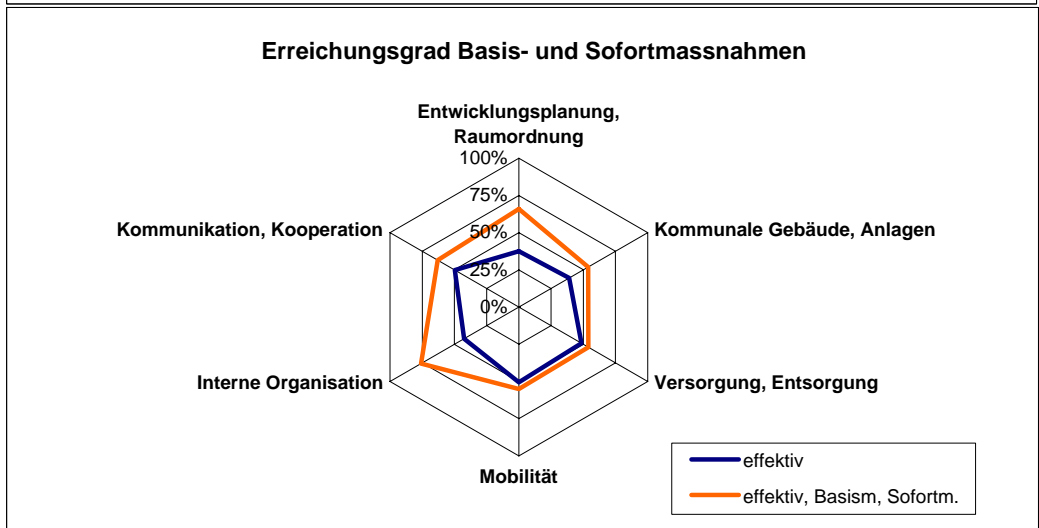 Erreichungsgrad Basis- und Sofortmassnahmen
Entwicklungsplanung,
Raumordnung
100%
75%
50%
25%
0%
Kommunikation, Kooperation
Kommunale Gebäude, Anlagen
Interne Organisation
Versorgung, Entsorgung
Mobilität
effektiv
effektiv, Basism, Sofortm.